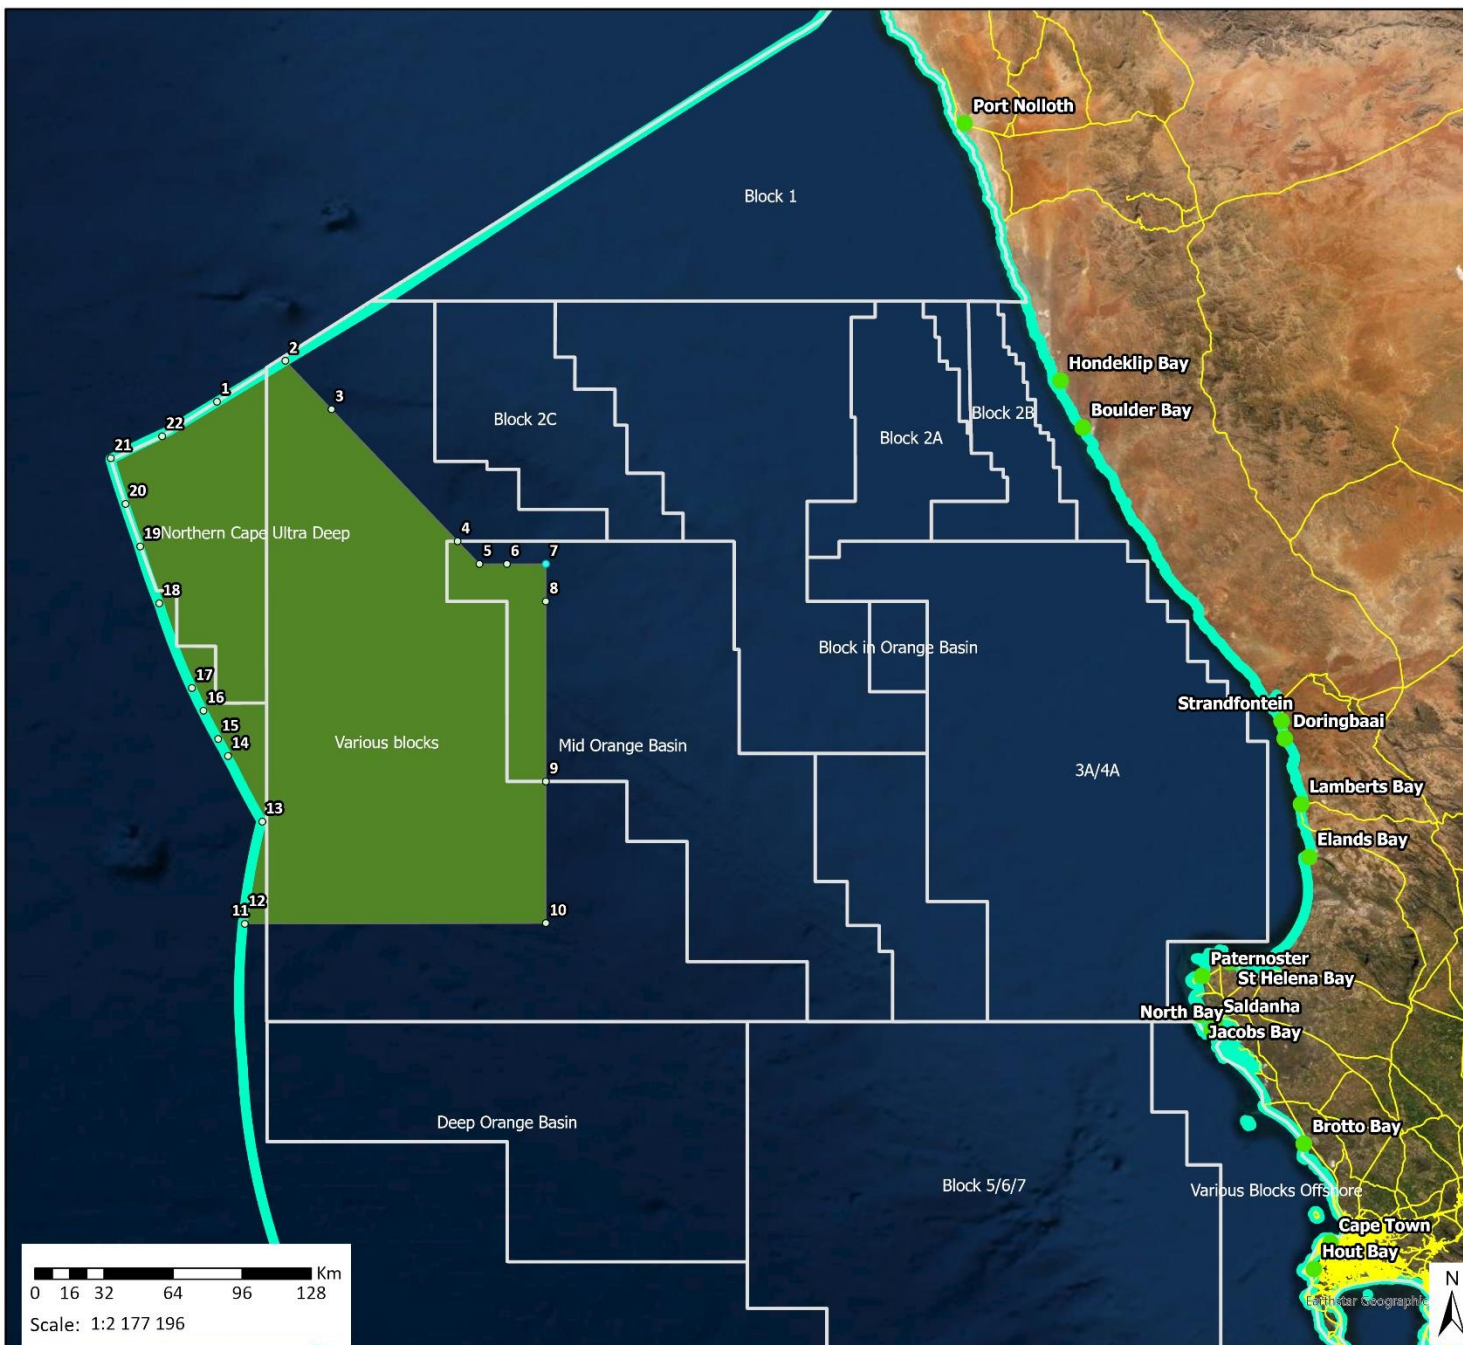 Port Nolloth
Block 1
2
Hondeklip Bay
1
3
Block 2C
Block 2B
Boulder Bay
22
Block 2A
21
20
19
Northern Cape Ultra Deep
4
5
6
7
18
8
Block in Orange Basin
17
16
Strandfontein
Doringbaai
15
Various blocks
Mid Orange Basin
14
9
3A/4A
Lamberts Bay
13
Elands Bay
12
11
10
Paternoster
St Helena Bay
North Bay
Saldanha
Jacobs Bay
Deep Orange Basin
Brotto Bay
Block 5/6/7
Various Blocks Offshore
Cape Town
Hout Bay
Km
0 16 32 64 96 128
Scale: 1:2 177 196
N
Earthstar Geographic